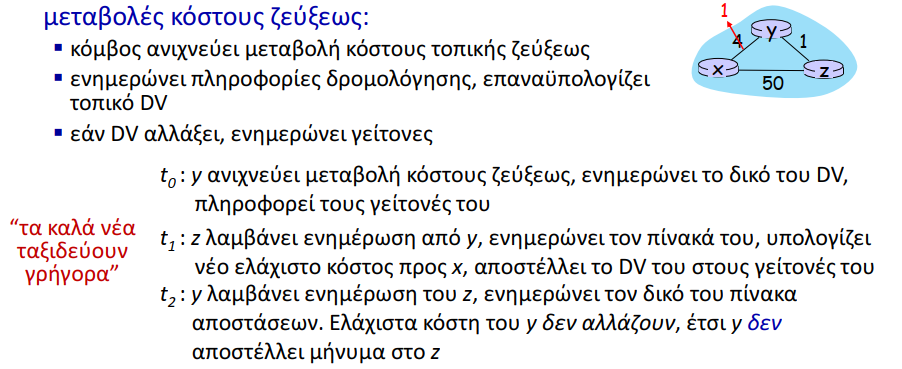 μεταβολές κόστους ζεύξεως:
▪ κόμβος ανιχνεύει μεταβολή κόστους τοπικής ζεύξεως
▪ ενημερώνει πληροφορίες δρομολόγησης, επαναϋπολογίζει
τοπικό DV
▪ εάν DV αλλάξει, ενημερώνει γείτονες
1
4
y
1
x
z
50
“τα καλά νέα
ταξιδεύουν
γρήγορα”
t0 : y ανιχνεύει μεταβολή κόστους ζεύξεως, ενημερώνει το δικό του DV,
πληροφορεί τους γείτονές του
t1 : z λαμβάνει ενημέρωση από y, ενημερώνει τον πίνακά του, υπολογίζει
νέο ελάχιστο κόστος προς x, αποστέλλει το DV του στους γείτονές του
t2 : y λαμβάνει ενημέρωση του z, ενημερώνει τον δικό του πίνακα
αποστάσεων. Ελάχιστα κόστη του y δεν αλλάζουν, έτσι y δεν
αποστέλλει μήνυμα στο z